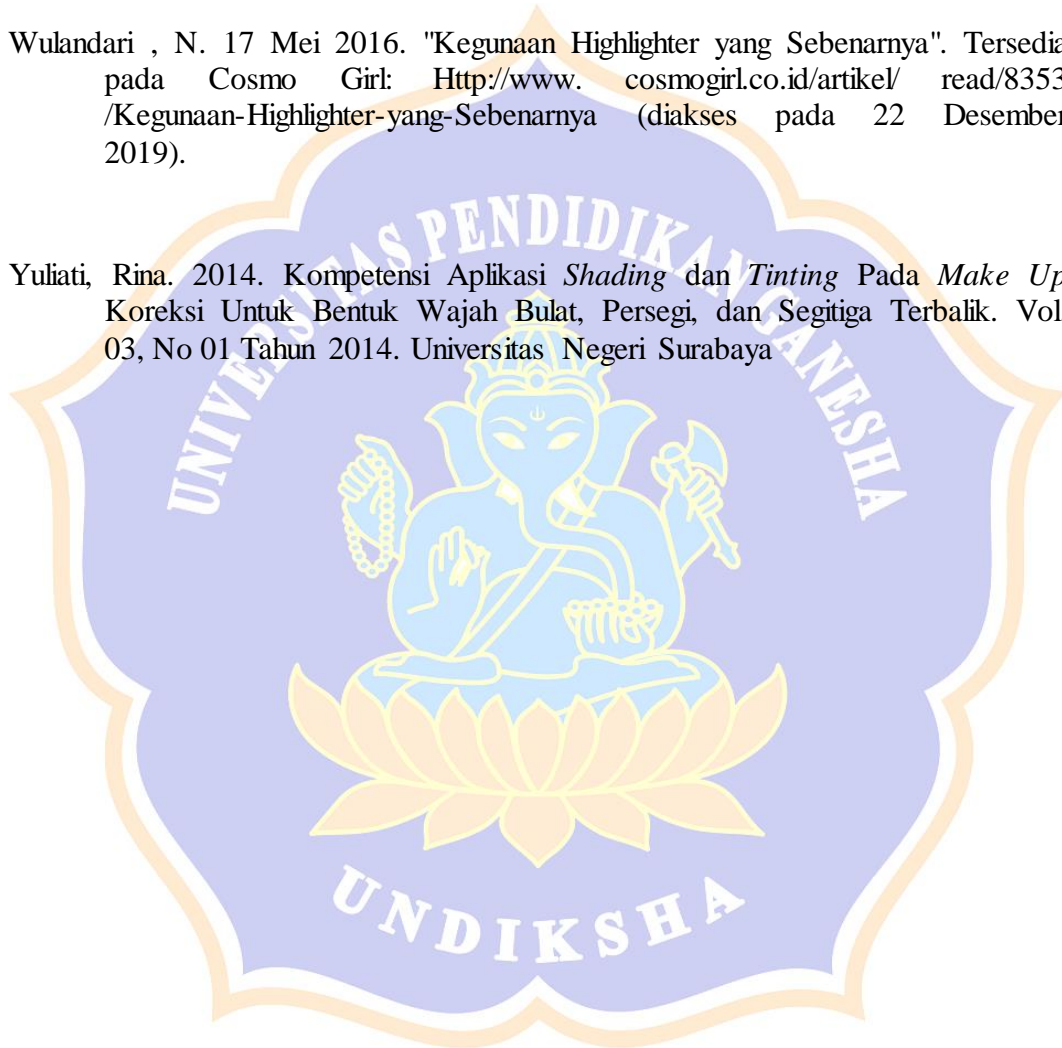 Wulandari , N. 17 Mei 2016. "Kegunaan Highlighter yang Sebenarnya". Tersedia
pada Cosmo Girl: Http://www. cosmogirl.co.id/artikel/ read/8353
/Kegunaan-Highlighter-yang-Sebenarnya (diakses pada 22 Desember
2019).
Yuliati, Rina. 2014. Kompetensi Aplikasi Shading dan Tinting Pada Make Up
Koreksi Untuk Bentuk Wajah Bulat, Persegi, dan Segitiga Terbalik. Vol
03, No 01 Tahun 2014. Universitas Negeri Surabaya
UNIVERSITAS PENDIDIKAN GANESHA
UNDIKSHA